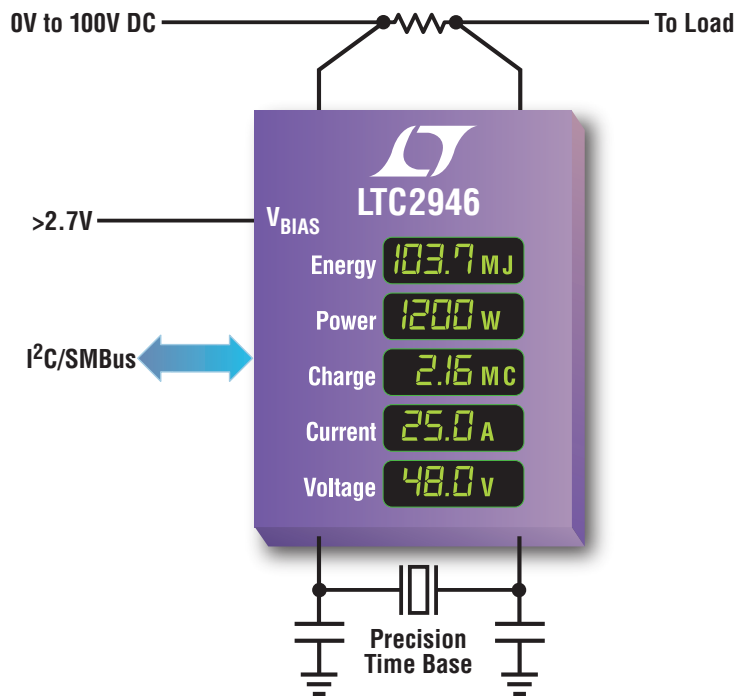 0V to 100V DC
To Load
LTC2946
>2.7V
VBIAS
Energy 103.7 MJ
Power 1200 W
I2C/SMBus
Charge 2.16 MC
Current 25.0 A
Voltage 48.0 V
Precision
Time Base